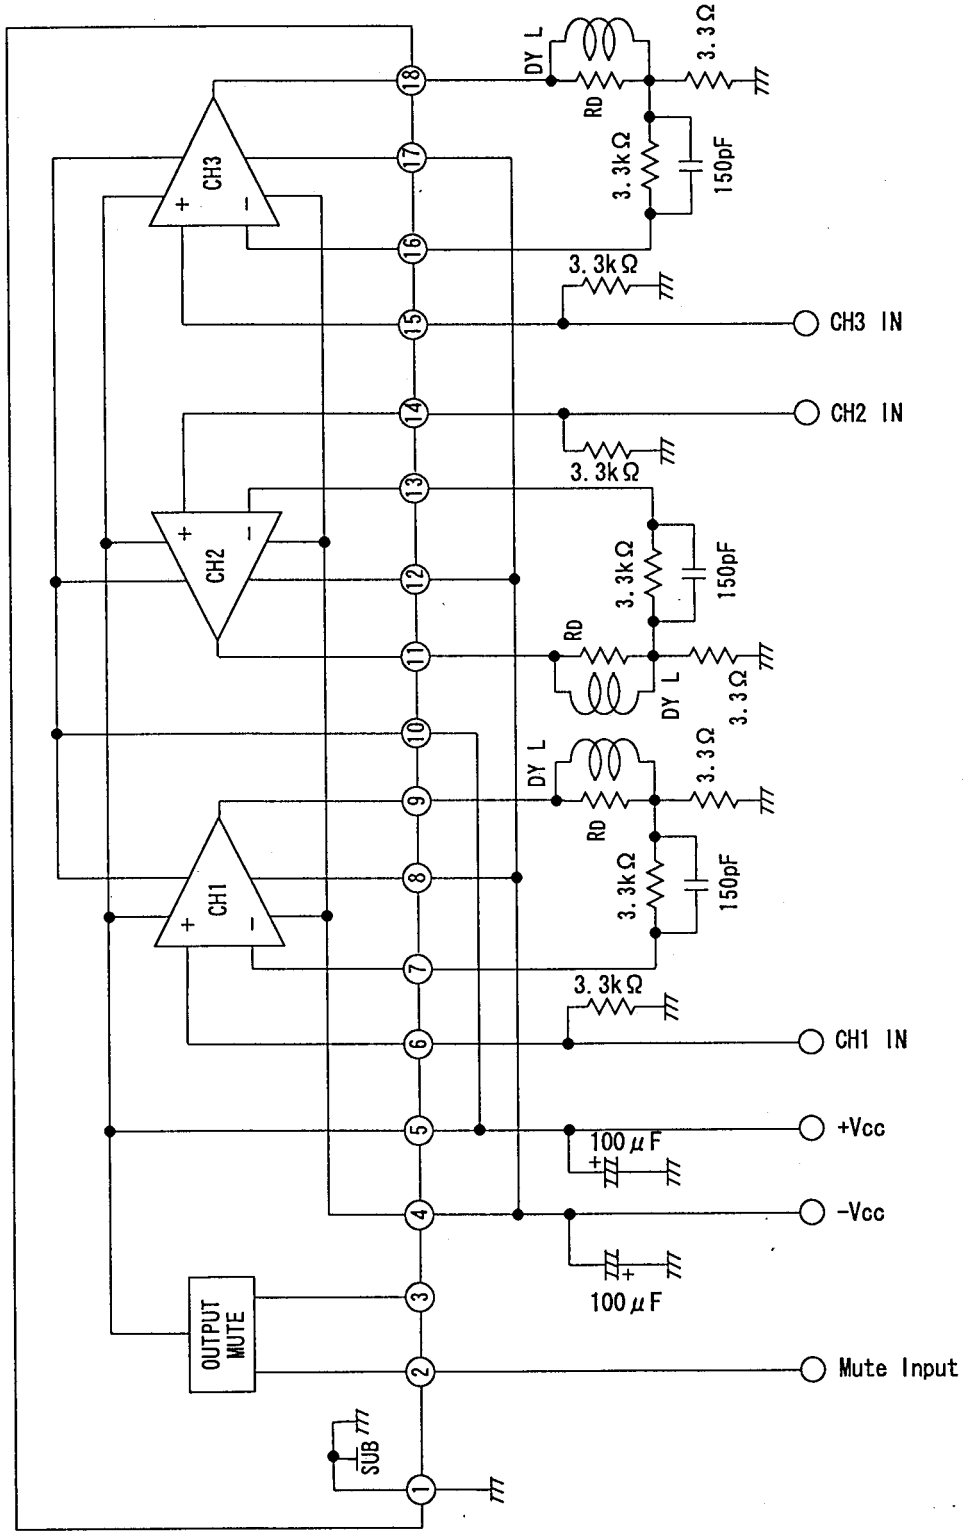 DY L
3.3Ω
18
RD
CH3
+
−
17
3.3kΩ
150pF
16
3.3kΩ
15
CH3 IN
14
CH2 IN
3.3kΩ
13
+
−
CH2
12
3.3kΩ
150pF
RD
11
DY L
3.3Ω
10
DY L
3.3Ω
9
RD
8
CH1
+
−
3.3kΩ
150pF
7
3.3kΩ
6
CH1 IN
5
+Vcc
100μF
+
4
−Vcc
+
100μF
3
OUTPUT
MUTE
2
Mute Input
SUB
1